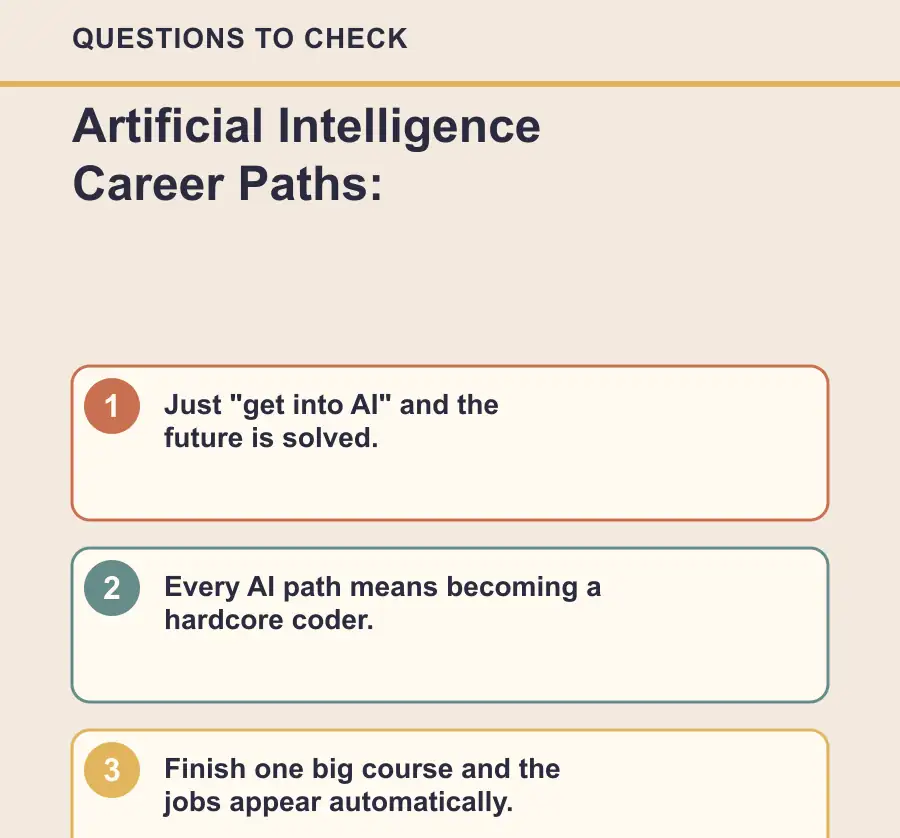 QUESTIONS TO CHECK
Artificial Intelligence
Career Paths:
1
Just "get into AI" and the
future is solved.
2
Every AI path means becoming a
hardcore coder.
3
Finish one big course and the
jobs appear automatically.